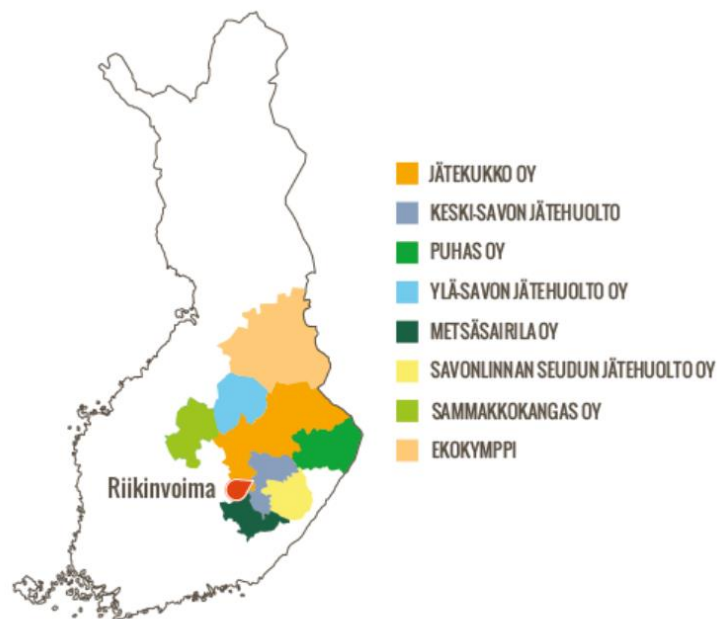 JÄTEKUKKO OY
KESKI-SAVON JÄTEHUOLTO
PUHAS OY
YLÄ-SAVON JÄTEHUOLTO OY
METSÄSAIRILA OY
SAVONLINNAN SEUDUN JÄTEHUOLTO OY
SAMMAKKOKANGAS OY
EKOKYMPPI
Riikinvoima